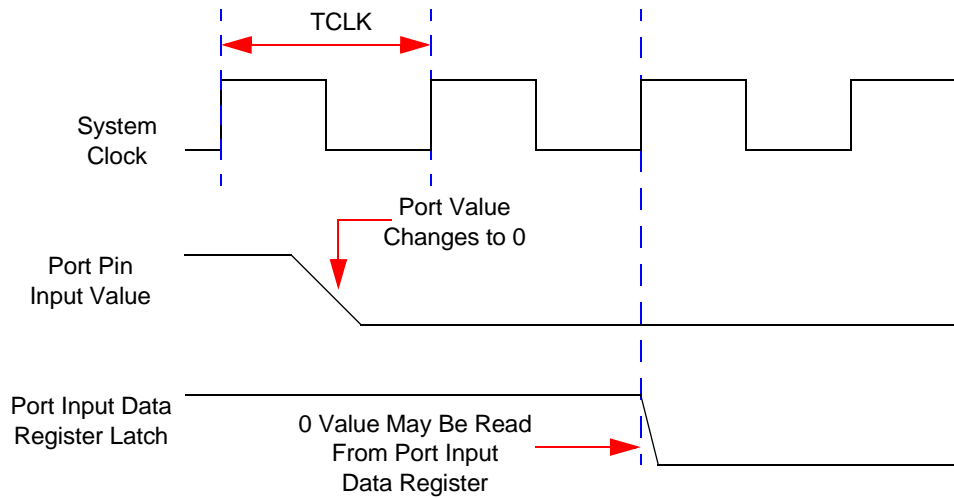 TCLK
System
Clock
Port Value
Changes to 0
Port Pin
Input Value
Port Input Data
Register Latch
0 Value May Be Read
From Port Input
Data Register